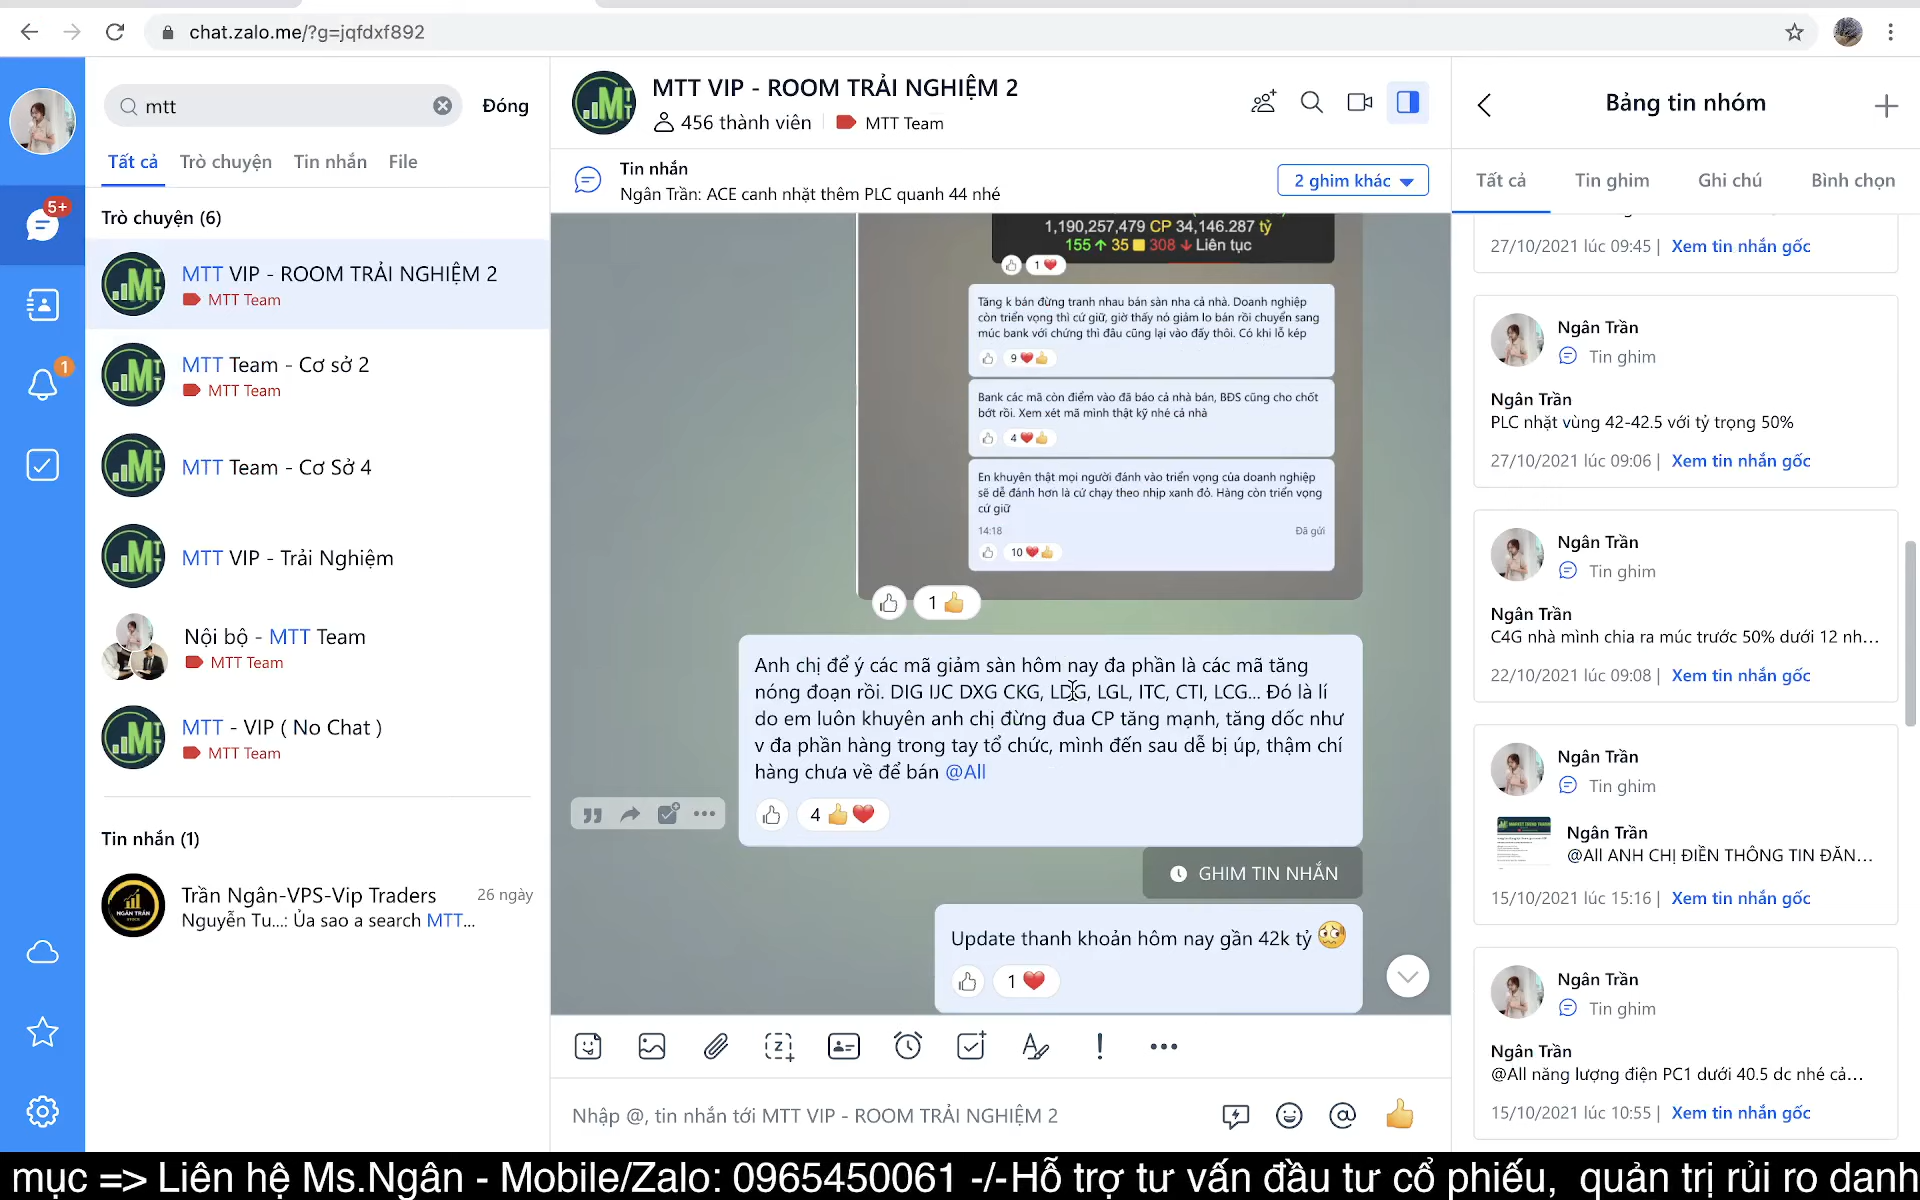 chat.zalo.me/?g=jqfdxf892
mtt
Đóng
Tất cả
Trò chuyện
Tin nhắn
File
5+
Trò chuyện (6)
MTT VIP - ROOM TRẢI NGHIỆM 2
MTT Team
MTT Team - Cơ sở 2
MTT Team
1
MTT Team - Cơ Sở 4
MTT VIP - Trải Nghiệm
Nội bộ - MTT Team
MTT Team
MTT - VIP ( No Chat )
MTT Team
Tin nhắn (1)
Trần Ngân-VPS-Vip Traders
26 ngày
Nguyễn Tu...: Ủa sao a search MTT...
MTT VIP - ROOM TRẢI NGHIỆM 2
456 thành viên
MTT Team
Tin nhắn
Ngân Trần: ACE canh nhặt thêm PLC quanh 44 nhé
2 ghim khác
1,190,257,479 CP 34,146.287 tỷ
155 ↑ 35 308 ↓ Liên tục
1
Tăng k bán đừng tranh nhau bán sàn nha cả nhà. Doanh nghiệp
còn triển vọng thì cứ giữ, giờ thấy nó giảm lo bán rồi chuyển sang
múc bank với chứng thì đâu cũng lại vào đấy thôi. Có khi lỗ kép
9
Bank các mã còn điểm vào đã báo cả nhà bán, BĐS cũng cho chốt
bớt rồi. Xem xét mã mình thật kỹ nhé cả nhà
4
En khuyên thật mọi người đánh vào triển vọng của doanh nghiệp
sẽ dễ đánh hơn là cứ chạy theo nhịp xanh đỏ. Hàng còn triển vọng
cứ giữ
14:18
Đã gửi
10
1
Anh chị để ý các mã giảm sàn hôm nay đa phần là các mã tăng
nóng đoạn rồi. DIG IJC DXG CKG, LDG, LGL, ITC, CTI, LCG... Đó là lí
do em luôn khuyên anh chị đừng đua CP tăng mạnh, tăng dốc như
v đa phần hàng trong tay tổ chức, mình đến sau dễ bị úp, thậm chí
hàng chưa về để bán @All
4
GHIM TIN NHẮN
Update thanh khoản hôm nay gần 42k tỷ
1
Nhập @, tin nhắn tới MTT VIP - ROOM TRẢI NGHIỆM 2
Bảng tin nhóm
Tất cả
Tin ghim
Ghi chú
Bình chọn
27/10/2021 lúc 09:45 | Xem tin nhắn gốc
Ngân Trần
Tin ghim
Ngân Trần
PLC nhặt vùng 42-42.5 với tỷ trọng 50%
27/10/2021 lúc 09:06 | Xem tin nhắn gốc
Ngân Trần
Tin ghim
Ngân Trần
C4G nhà mình chia ra múc trước 50% dưới 12 nh...
22/10/2021 lúc 09:08 | Xem tin nhắn gốc
Ngân Trần
Tin ghim
Ngân Trần
@All ANH CHỊ ĐIỀN THÔNG TIN ĐĂN...
15/10/2021 lúc 15:16 | Xem tin nhắn gốc
Ngân Trần
Tin ghim
Ngân Trần
@All năng lượng điện PC1 dưới 40.5 dc nhé cả...
15/10/2021 lúc 10:55 | Xem tin nhắn gốc
mục => Liên hệ Ms.Ngân - Mobile/Zalo: 0965450061 -/-Hỗ trợ tư vấn đầu tư cổ phiếu, quản trị rủi ro danh